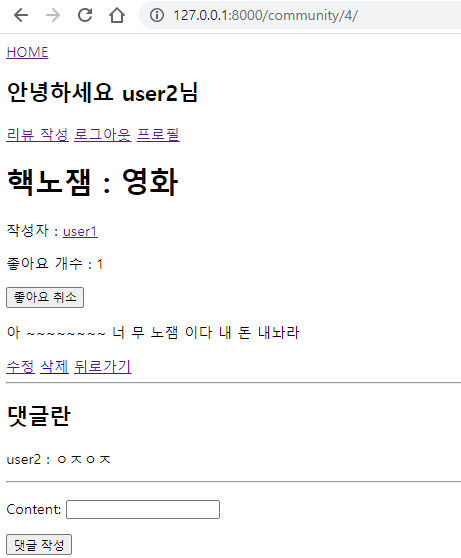 127.0.0.1:8000/community/4/
HOME
안녕하세요 user2님
리뷰 작성 로그아웃 프로필
핵노잼 : 영화
작성자 : user1
좋아요 개수 : 1
좋아요 취소
아 ~~~~~~~~ 너 무 노잼 이다 내 돈 내놔라
수정 삭제 뒤로가기
댓글란
user2 : ㅇㅈㅇㅈ
Content:
댓글 작성